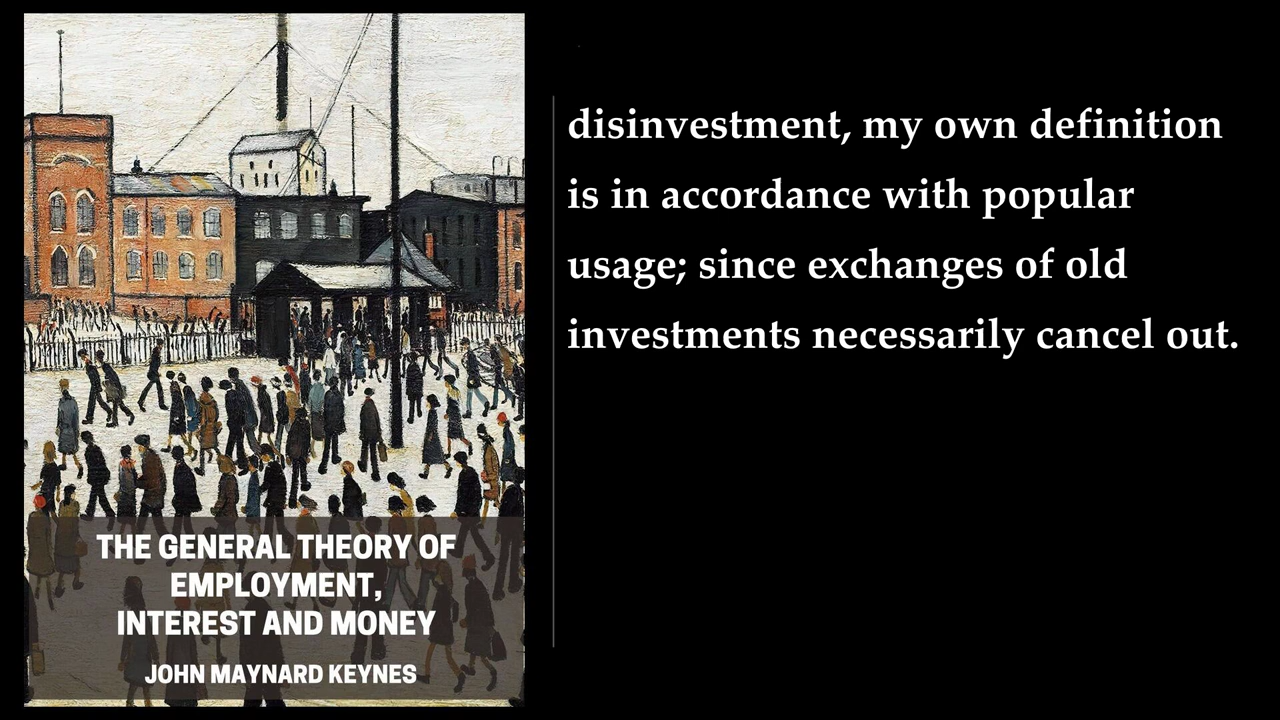 THE GENERAL THEORY OF
EMPLOYMENT,
INTEREST AND MONEY
JOHN MAYNARD KEYNES
disinvestment, my own definition
is in accordance with popular
usage; since exchanges of old
investments necessarily cancel out.